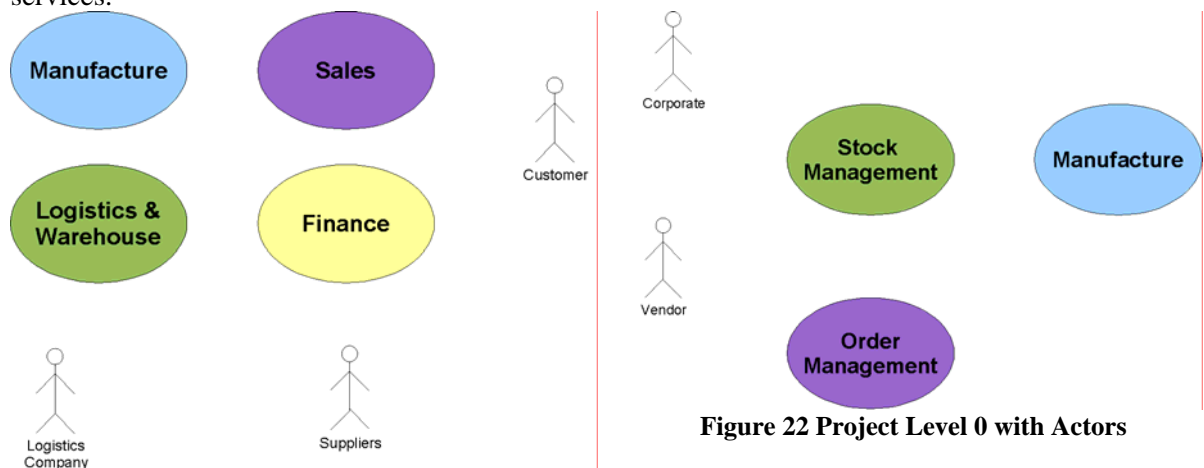 services.
Manufacture
Sales
Customer
Logistics &
Warehouse
Finance
Logistics
Company
Suppliers
Corporate
Stock
Management
Manufacture
Vendor
Order
Management
Figure 22 Project Level 0 with Actors